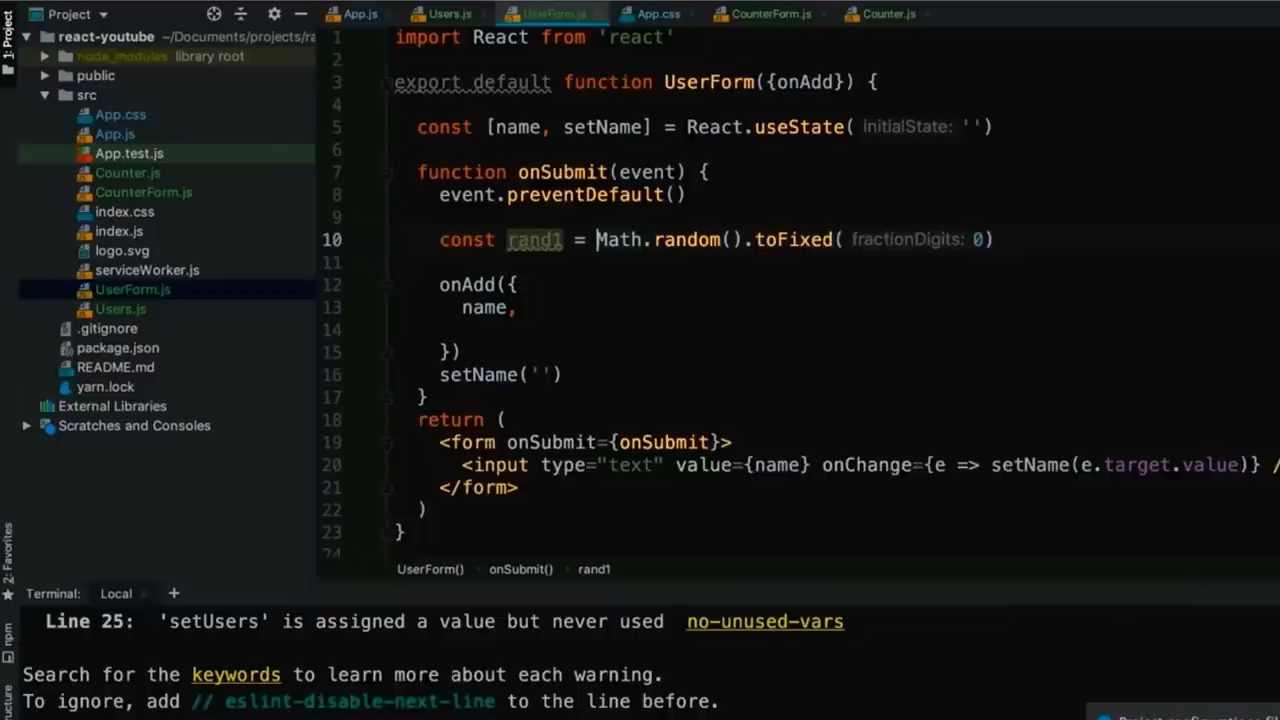 Project
App.js
Users.js
UserForm.js
App.css
CounterForm.js
Counter.js
1: Project
react-youtube ~/Documents/projects/ra
node_modules library root
public
src
App.css
App.js
App.test.js
Counter.js
CounterForm.js
index.css
index.js
logo.svg
serviceWorker.js
UserForm.js
Users.js
.gitignore
package.json
README.md
yarn.lock
External Libraries
Scratches and Consoles
1 import React from 'react'
2
3 export default function UserForm({onAdd}) {
4
5 const [name, setName] = React.useState( initialState: '')
6
7 function onSubmit(event) {
8 event.preventDefault()
9
10 const rand1 = Math.random().toFixed( fractionDigits: 0)
11
12 onAdd({
13 name,
14
15 })
16 setName('')
17 }
18 return (
19 <form onSubmit={onSubmit}>
20 <input type="text" value={name} onChange={e => setName(e.target.value)} /
21 </form>
22 )
23 }
24
UserForm() onSubmit() rand1
2: Favorites
npm
Terminal: Local +
Line 25: 'setUsers' is assigned a value but never used no-unused-vars
Search for the keywords to learn more about each warning.
To ignore, add // eslint-disable-next-line to the line before.